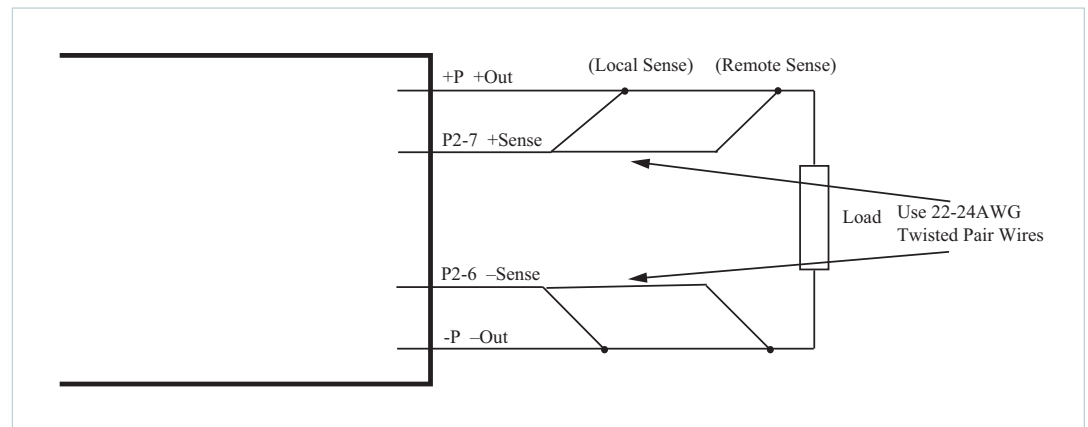 (Local Sense) (Remote Sense)
+P +Out
P2-7 +Sense
Load
Use 22-24AWG
Twisted Pair Wires
P2-6 –Sense
-P –Out